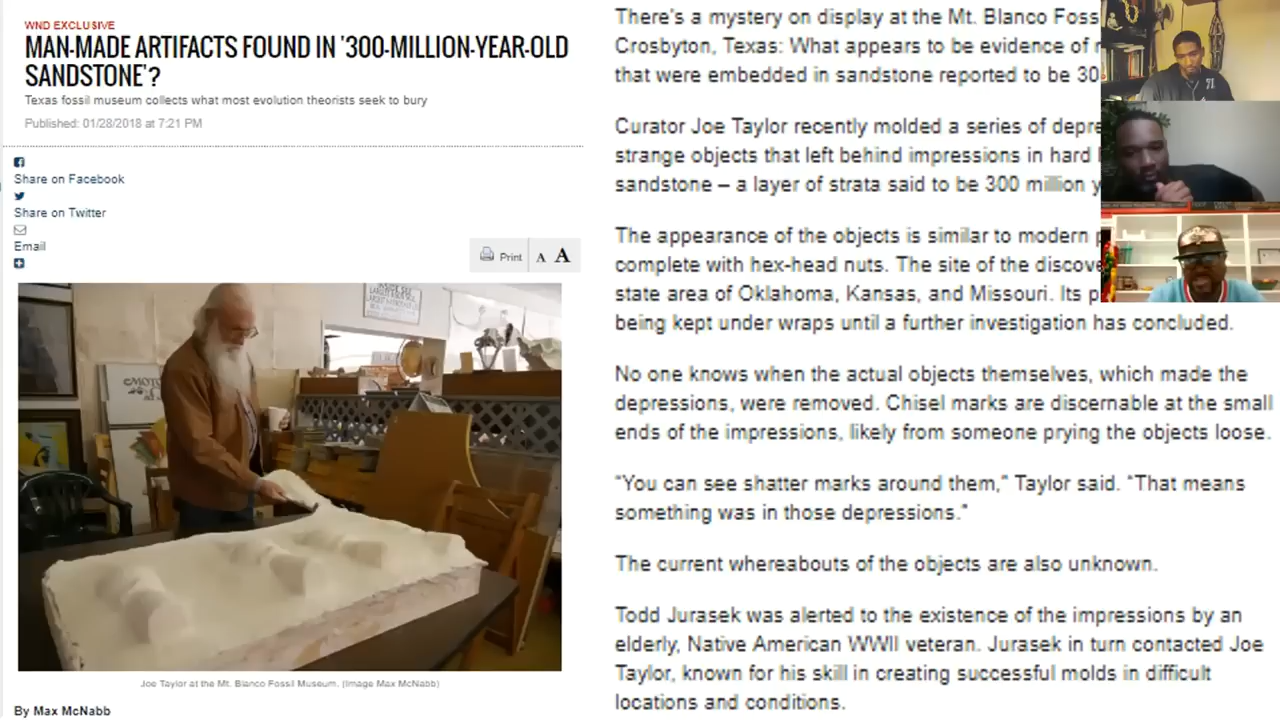 WND EXCLUSIVE
MAN-MADE ARTIFACTS FOUND IN '300-MILLION-YEAR-OLD
SANDSTONE'?
Texas fossil museum collects what most evolution theorists seek to bury
Published: 01/28/2018 at 7:21 PM
Share on Facebook
Share on Twitter
Email
Print A A
Joe Taylor at the Mt. Blanco Fossil Museum. (Image Max McNabb)
By Max McNabb
There's a mystery on display at the Mt. Blanco Foss
Crosbyton, Texas: What appears to be evidence of
that were embedded in sandstone reported to be 30
Curator Joe Taylor recently molded a series of depre
strange objects that left behind impressions in hard
sandstone – a layer of strata said to be 300 million y
The appearance of the objects is similar to modern
complete with hex-head nuts. The site of the discove
state area of Oklahoma, Kansas, and Missouri. Its p
being kept under wraps until a further investigation has concluded.
No one knows when the actual objects themselves, which made the
depressions, were removed. Chisel marks are discernable at the small
ends of the impressions, likely from someone prying the objects loose.
“You can see shatter marks around them,” Taylor said. “That means
something was in those depressions.”
The current whereabouts of the objects are also unknown.
Todd Jurasek was alerted to the existence of the impressions by an
elderly, Native American WWII veteran. Jurasek in turn contacted Joe
Taylor, known for his skill in creating successful molds in difficult
locations and conditions.